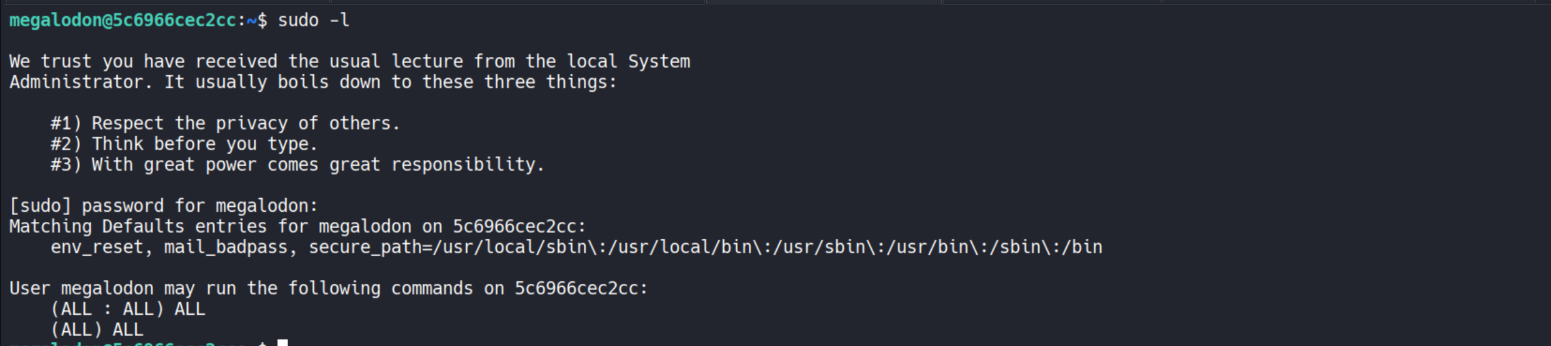 megalodon@5c6966cec2cc:~$ sudo -l
We trust you have received the usual lecture from the local System
Administrator. It usually boils down to these three things:
#1) Respect the privacy of others.
#2) Think before you type.
#3) With great power comes great responsibility.
[sudo] password for megalodon:
Matching Defaults entries for megalodon on 5c6966cec2cc:
env_reset, mail_badpass, secure_path=/usr/local/sbin\:/usr/local/bin\:/usr/sbin\:/usr/bin\:/sbin\:/bin
User megalodon may run the following commands on 5c6966cec2cc:
(ALL : ALL) ALL
(ALL) ALL